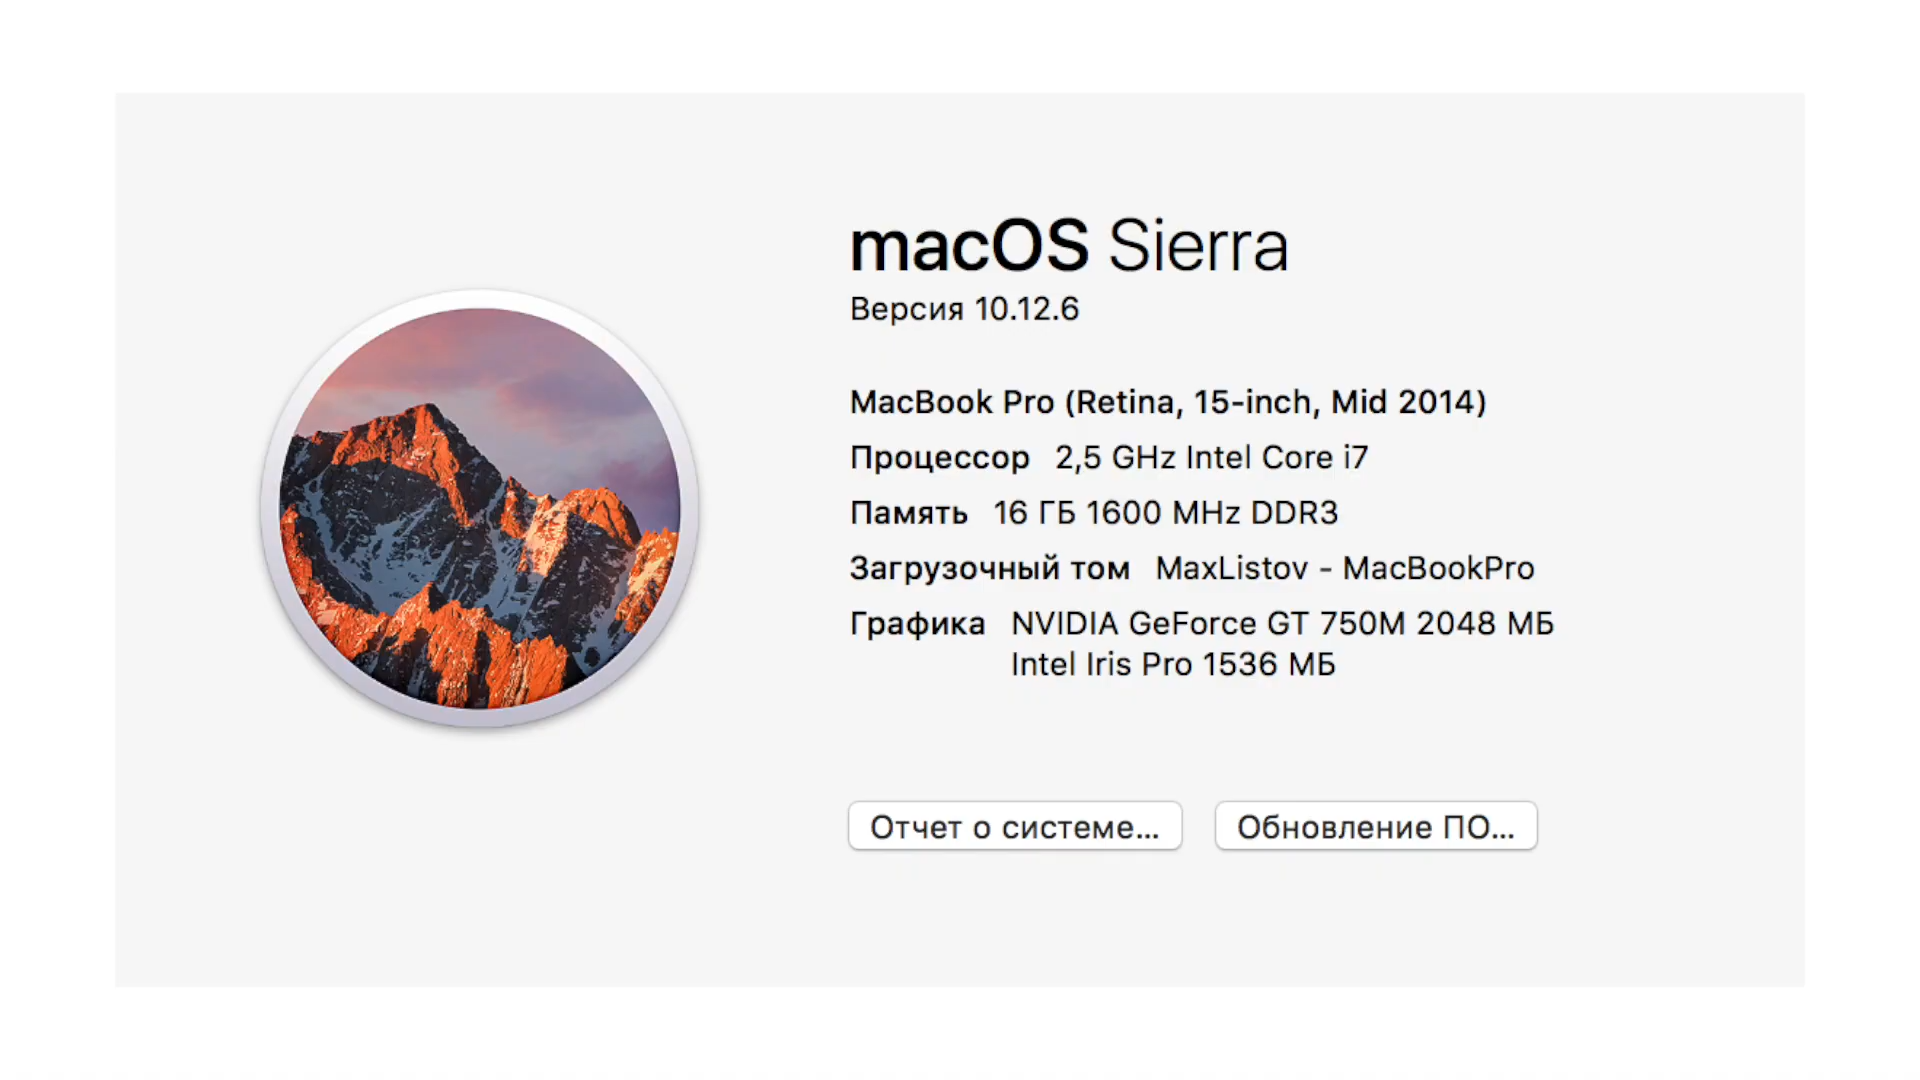 macOS Sierra
Версия 10.12.6
MacBook Pro (Retina, 15-inch, Mid 2014)
Процессор 2,5 GHz Intel Core i7
Память 16 ГБ 1600 MHz DDR3
Загрузочный том MaxListov - MacBookPro
Графика NVIDIA GeForce GT 750M 2048 МБ
Intel Iris Pro 1536 МБ
Отчет о системе...
Обновление ПО...